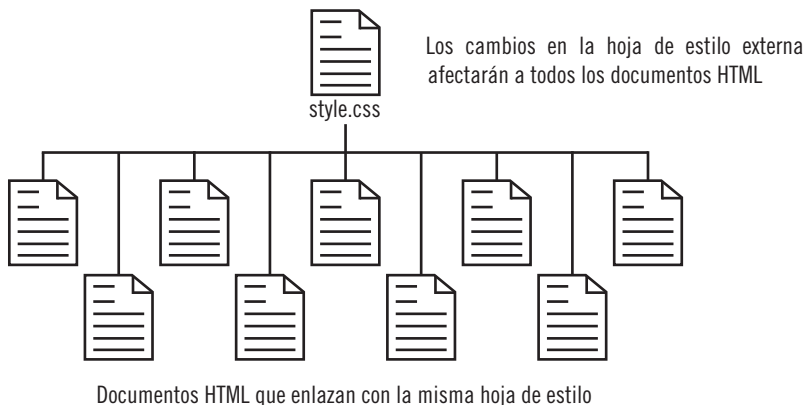 Los cambios en la hoja de estilo externa
afectarán a todos los documentos HTML
style.css
Documentos HTML que enlazan con la misma hoja de estilo